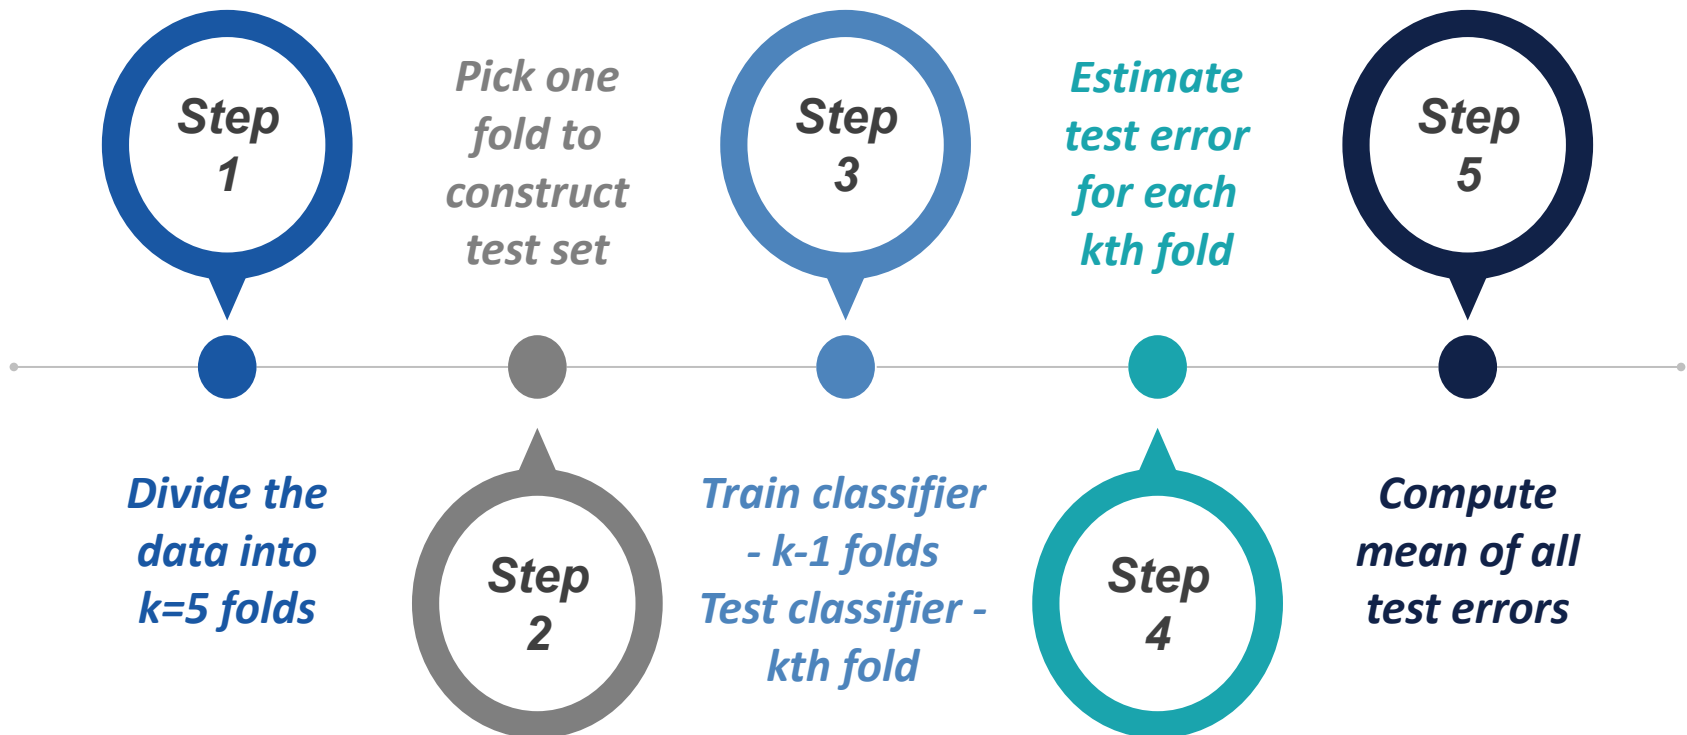 Step
1
Divide the
data into
k=5 folds
Pick one
fold to
construct
test set
Step
2
Step
3
Train classifier
- k-1 folds
Test classifier -
kth fold
Estimate
test error
for each
kth fold
Step
4
Step
5
Compute
mean of all
test errors